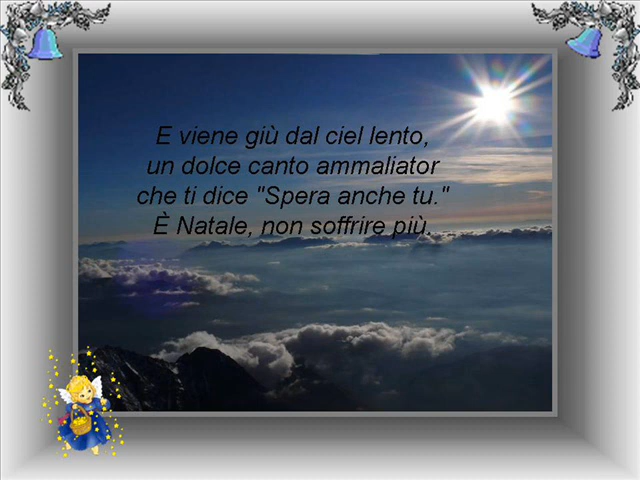 E viene giù dal ciel lento,
un dolce canto ammaliator
che ti dice "Spera anche tu."
È Natale, non soffrire più.